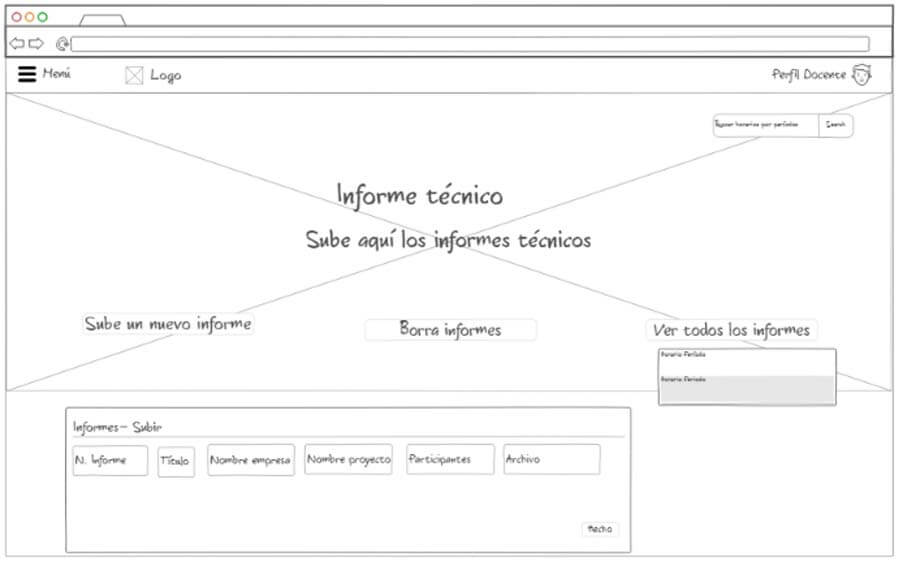 Menú
Logo
Perfil Docente
Buscar horarios por períodos
Search
Informe técnico
Sube aquí los informes técnicos
Sube un nuevo informe
Borra informes
Ver todos los informes
Horario Período
Horario Periodo
Informes- Subir
N. Informe
Título
Nombre empresa
Nombre proyecto
Participantes
Archivo
Hecho